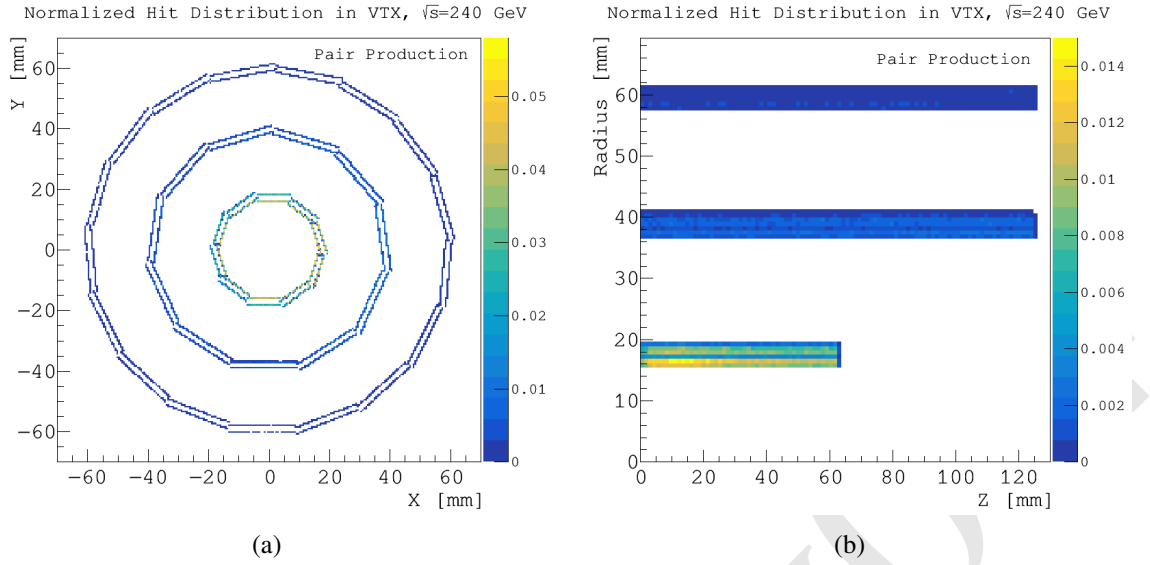 Normalized Hit Distribution in VTX, √s=240 GeV
Pair Production
Y [mm]
60
40
20
0
−20
−40
−60
−60 −40 −20 0 20 40 60
X [mm]
0.05
0.04
0.03
0.02
0.01
0
(a)
Normalized Hit Distribution in VTX, √s=240 GeV
Pair Production
Radius [mm]
60
50
40
30
20
10
0
0 20 40 60 80 100 120
Z [mm]
0.014
0.012
0.01
0.008
0.006
0.004
0.002
0
(b)